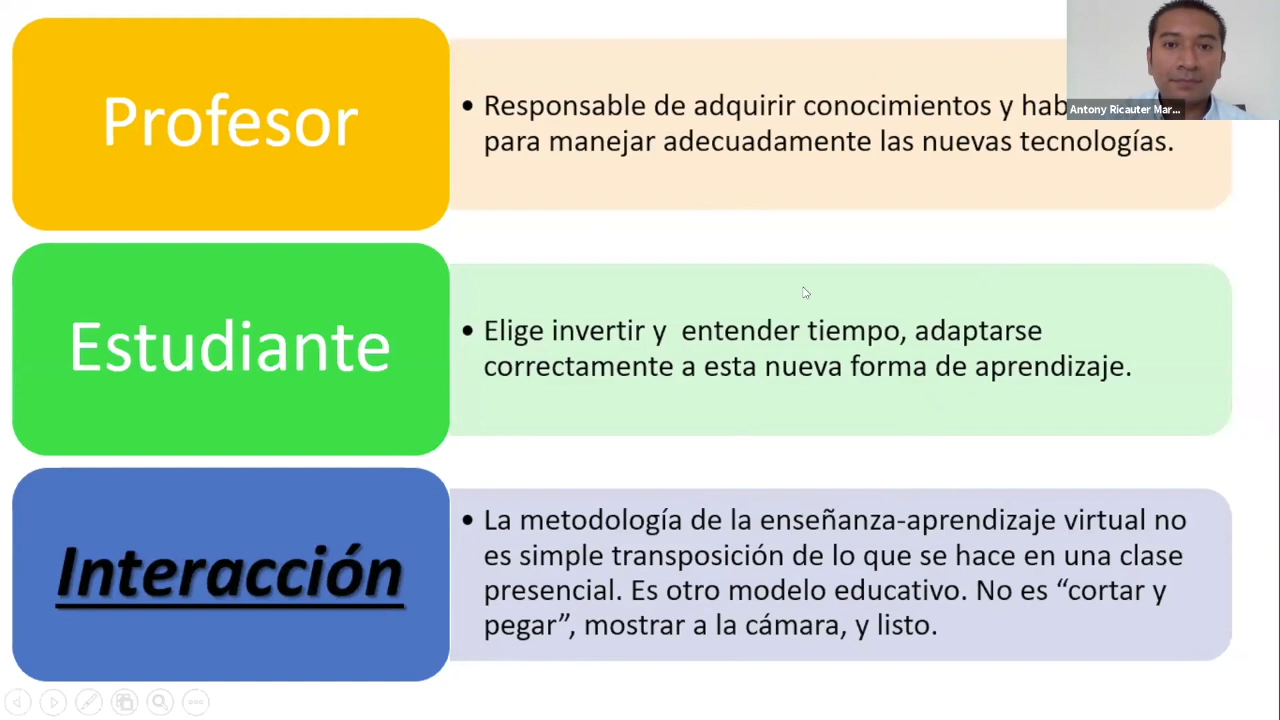 Profesor
• Responsable de adquirir conocimientos y
para manejar adecuadamente las nuevas tecnologías.
Antony Ricauter Mar...
Estudiante
• Elige invertir y entender tiempo, adaptarse
correctamente a esta nueva forma de aprendizaje.
Interacción
• La metodología de la enseñanza-aprendizaje virtual no
es simple transposición de lo que se hace en una clase
presencial. Es otro modelo educativo. No es “cortar y
pegar”, mostrar a la cámara, y listo.